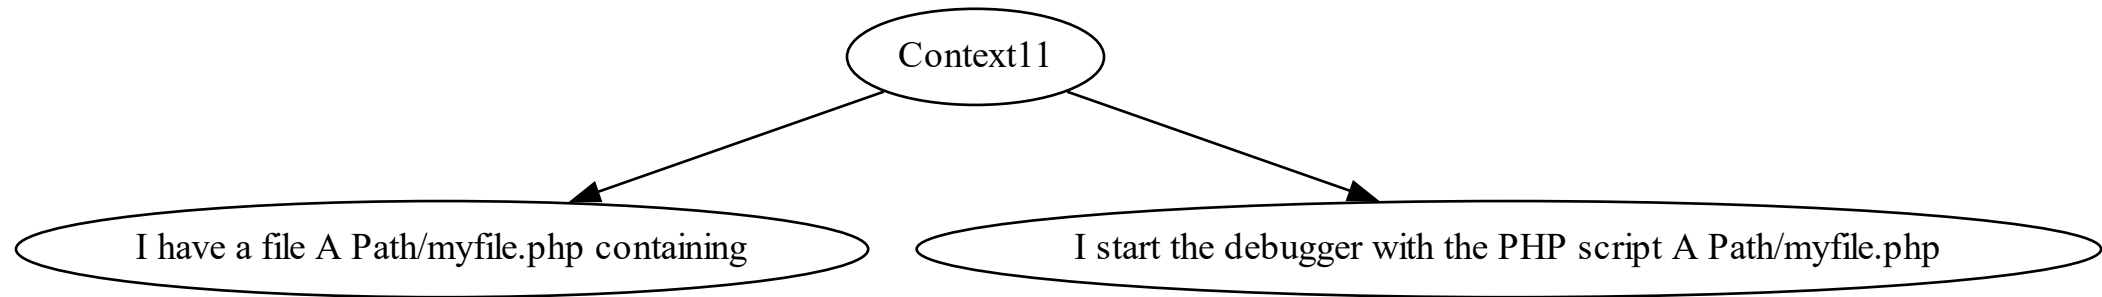 Context11
I have a file A Path/myfile.php containing
I start the debugger with the PHP script A Path/myfile.php